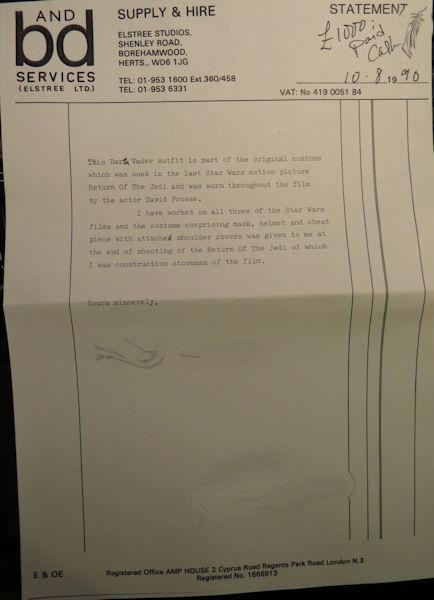 AND
bd
SERVICES
(ELSTREE LTD.)
SUPPLY & HIRE
ELSTREE STUDIOS,
SHENLEY ROAD,
BOREHAMWOOD,
HERTS., WD6 1JG
TEL: 01-953 1600 Ext.360/458
TEL: 01-953 6331
STATEMENT
£1000
Paid
Cash
10.8.1990
VAT: No 419 0051 84
This Darth Vader outfit is part of the original costume
which was used in the last Star Wars motion picture
Return Of The Jedi and was worn throughout the film
by the actor David Prowse.
I have worked on all three of the Star Wars
films and the costume comprising mask, helmet and chest
piece with attached shoulder covers was given to me at
the end of shooting of the Return Of The Jedi of which
I was construction storeman of the film.
Yours sincerely,
E & OE
Registered Office AMP HOUSE 2 Cyprus Road Regents Park Road London N.3.
Registered No. 1866913